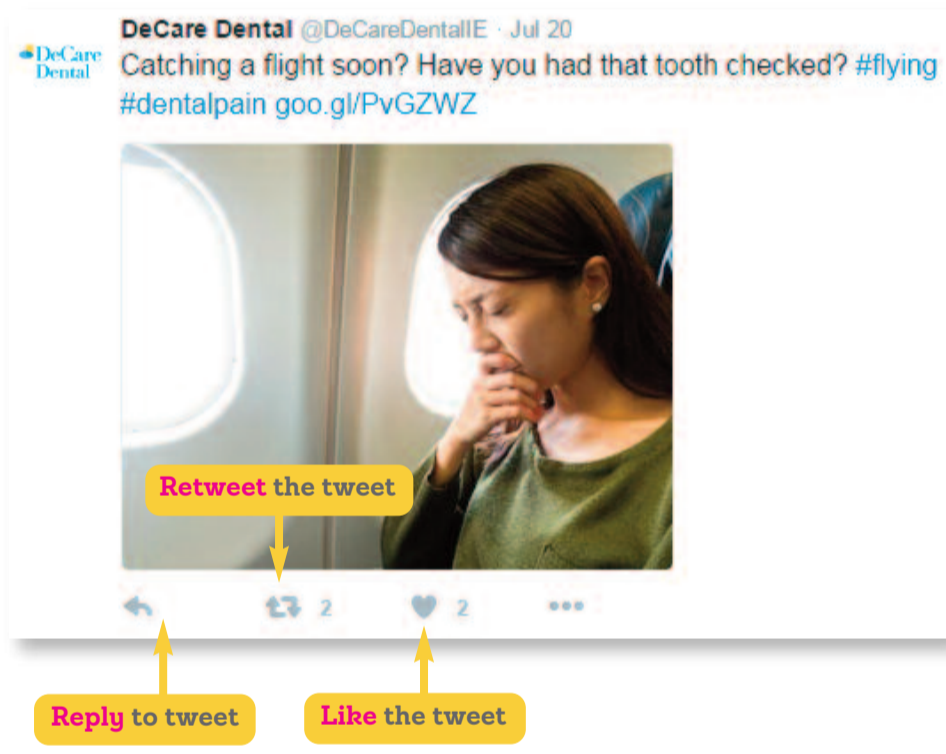 DeCare Dental @DeCareDentalIE · Jul 20
DeCare
Dental
Catching a flight soon? Have you had that tooth checked? #flying
#dentalpain goo.gl/PvGZWZ
Retweet the tweet
2
2
Reply to tweet
Like the tweet